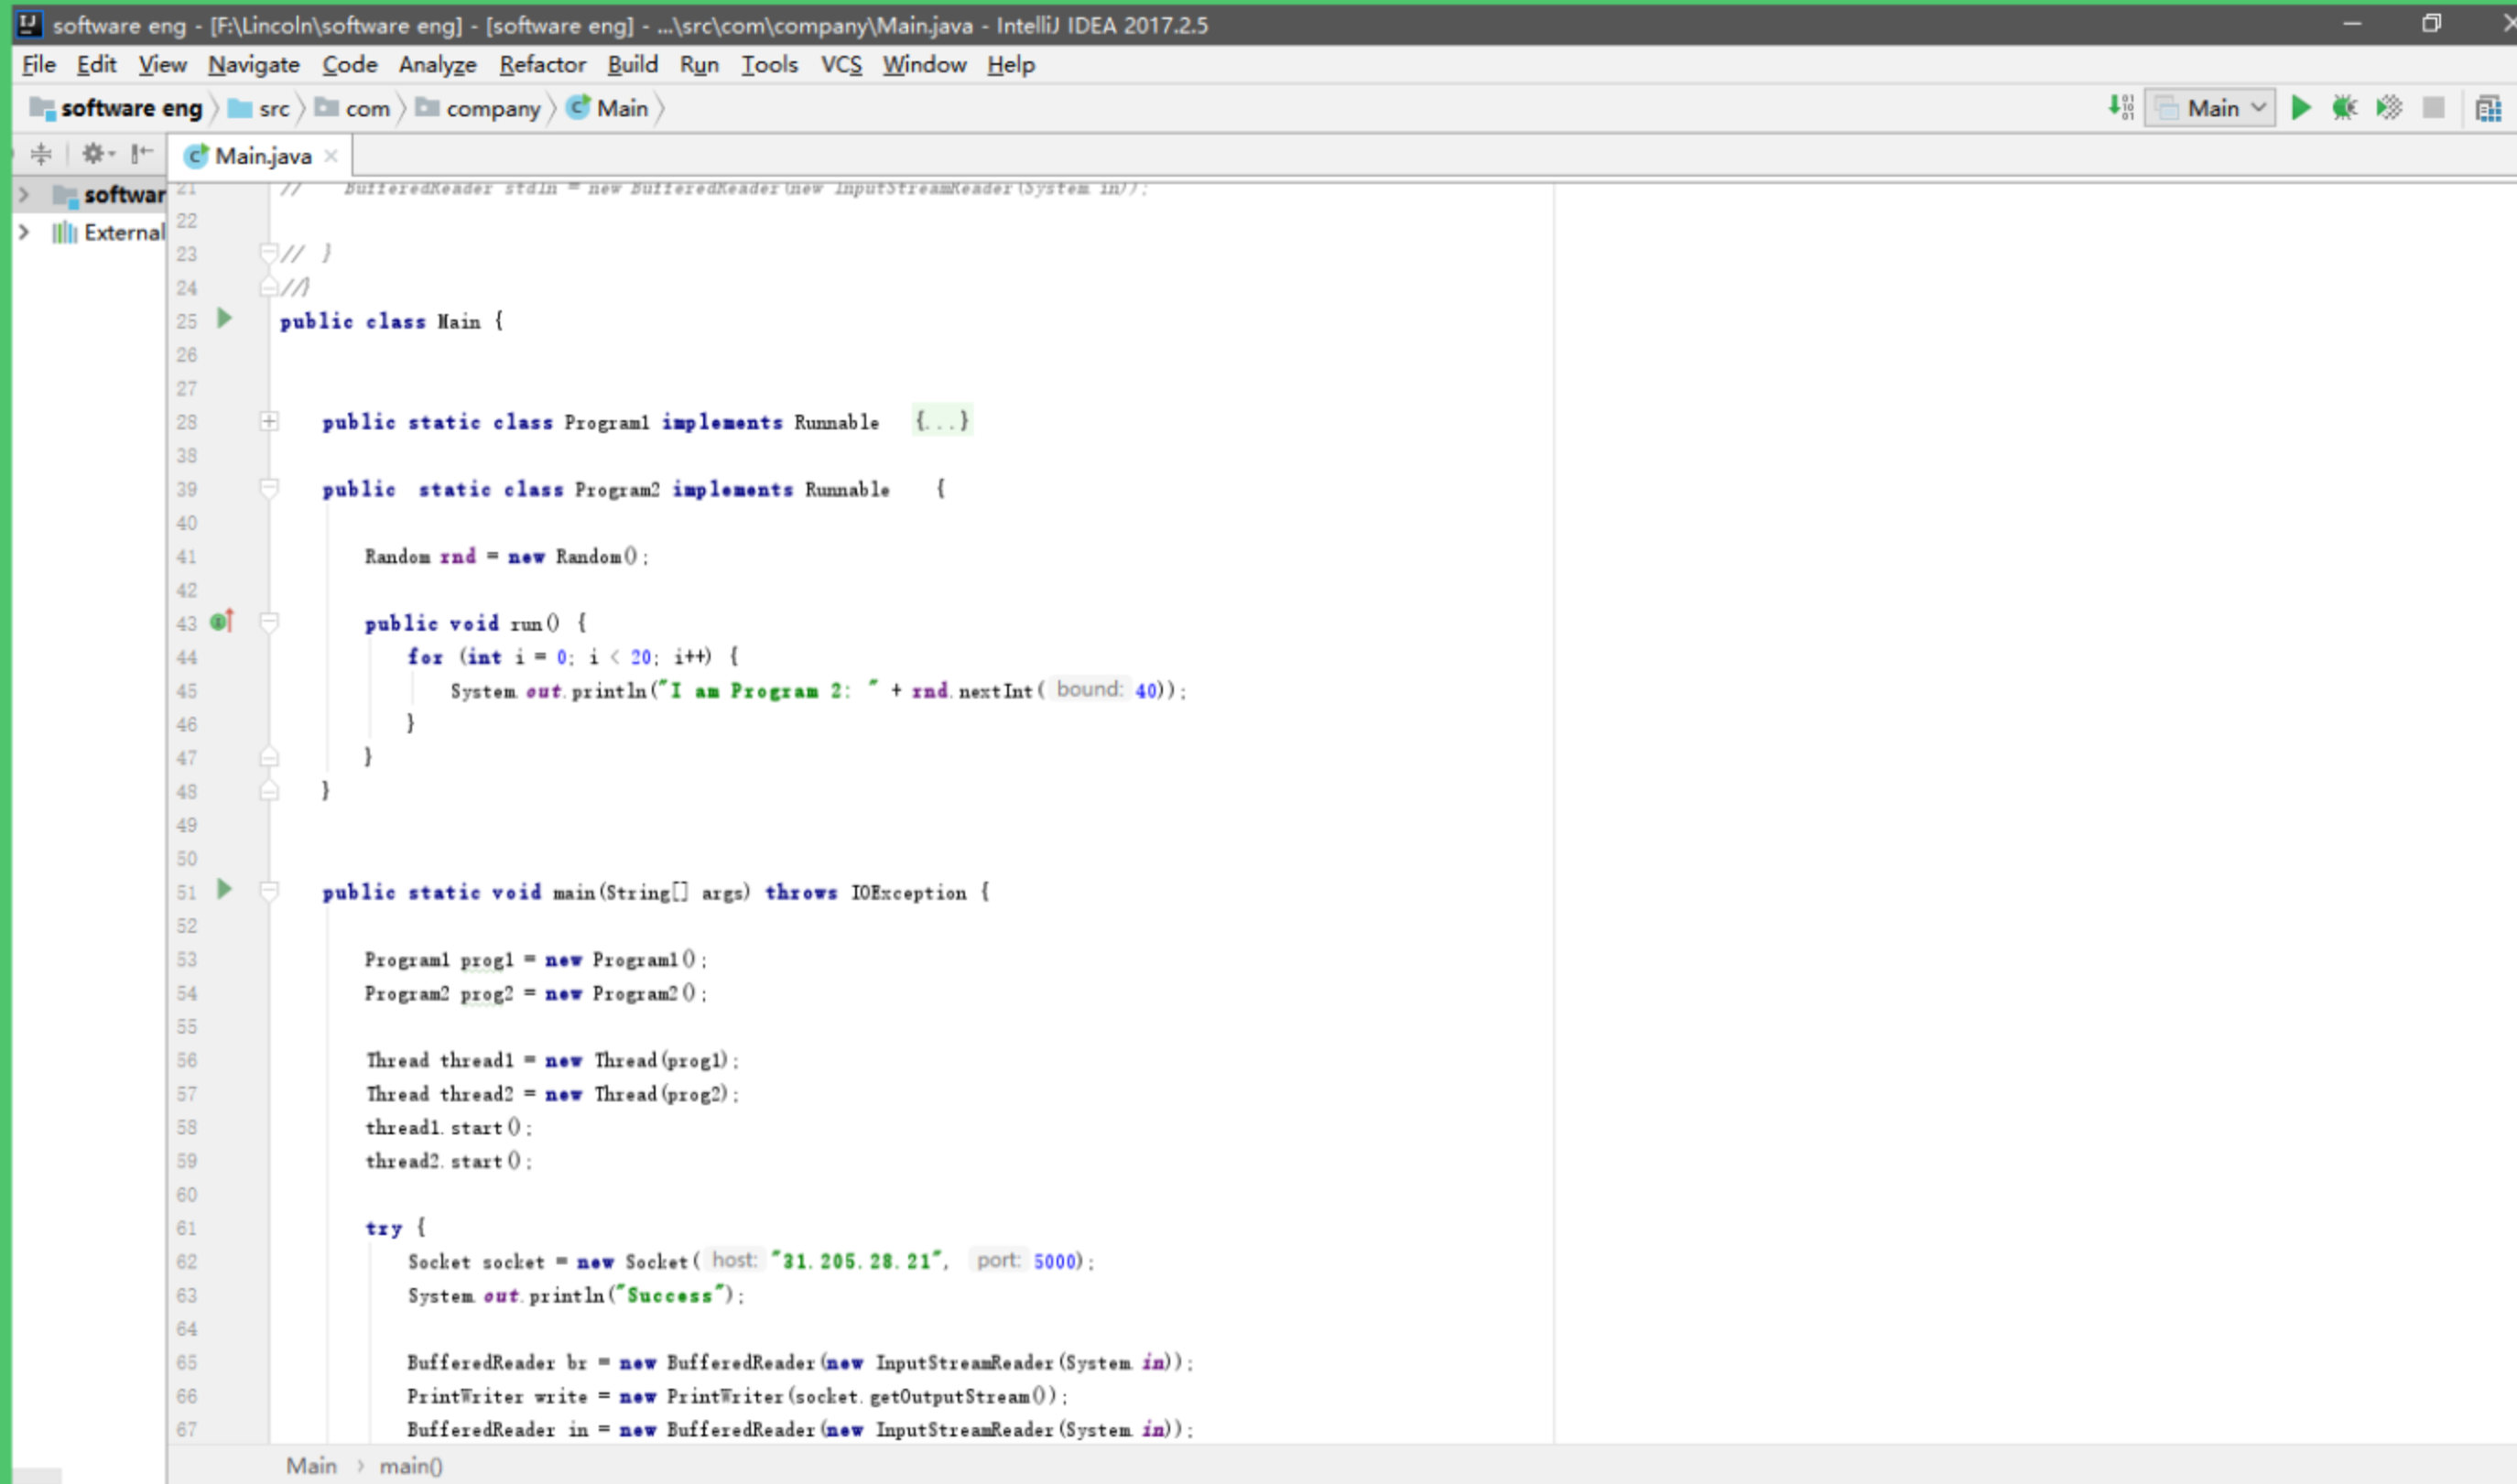 software eng - [F:\Lincoln\software eng] - [software eng] - ...\src\com\company\Main.java - IntelliJ IDEA 2017.2.5
File Edit View Navigate Code Analyze Refactor Build Run Tools VCS Window Help
software eng src com company Main Main
Main.java
softwar
External
21 // BufferedReader stdIn = new BufferedReader(new InputStreamReader(System.in));
22
23 // }
24 //}
25 public class Main {
26
27
28 public static class Program1 implements Runnable {...}
38
39 public static class Program2 implements Runnable {
40
41 Random rnd = new Random();
42
43 public void run() {
44 for (int i = 0; i < 20; i++) {
45 System.out.println("I am Program 2: " + rnd.nextInt( bound: 40));
46 }
47 }
48 }
49
50
51 public static void main(String[] args) throws IOException {
52
53 Program1 prog1 = new Program1();
54 Program2 prog2 = new Program2();
55
56 Thread thread1 = new Thread(prog1);
57 Thread thread2 = new Thread(prog2);
58 thread1.start();
59 thread2.start();
60
61 try {
62 Socket socket = new Socket( host: "31.205.28.21", port: 5000);
63 System.out.println("Success");
64
65 BufferedReader br = new BufferedReader(new InputStreamReader(System.in));
66 PrintWriter write = new PrintWriter(socket.getOutputStream());
67 BufferedReader in = new BufferedReader(new InputStreamReader(System.in));
Main > main()